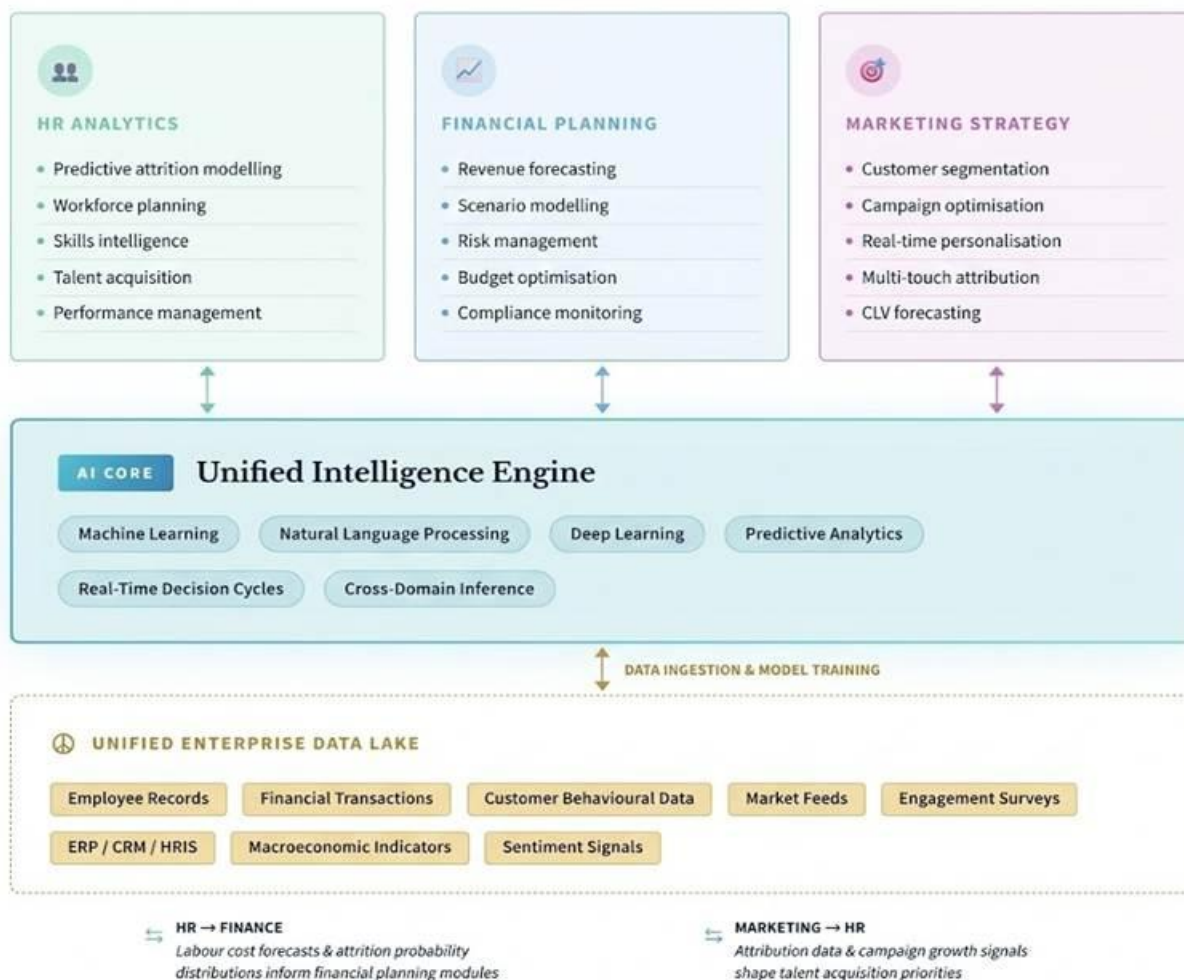 HR ANALYTICS
• Predictive attrition modelling
• Workforce planning
• Skills intelligence
• Talent acquisition
• Performance management
FINANCIAL PLANNING
• Revenue forecasting
• Scenario modelling
• Risk management
• Budget optimisation
• Compliance monitoring
MARKETING STRATEGY
• Customer segmentation
• Campaign optimisation
• Real-time personalisation
• Multi-touch attribution
• CLV forecasting
AI CORE
Unified Intelligence Engine
Machine Learning
Natural Language Processing
Deep Learning
Predictive Analytics
Real-Time Decision Cycles
Cross-Domain Inference
DATA INGESTION & MODEL TRAINING
UNIFIED ENTERPRISE DATA LAKE
Employee Records
Financial Transactions
Customer Behavioural Data
Market Feeds
Engagement Surveys
ERP / CRM / HRIS
Macroeconomic Indicators
Sentiment Signals
HR → FINANCE
Labour cost forecasts & attrition probability
distributions inform financial planning modules
MARKETING → HR
Attribution data & campaign growth signals
shape talent acquisition priorities